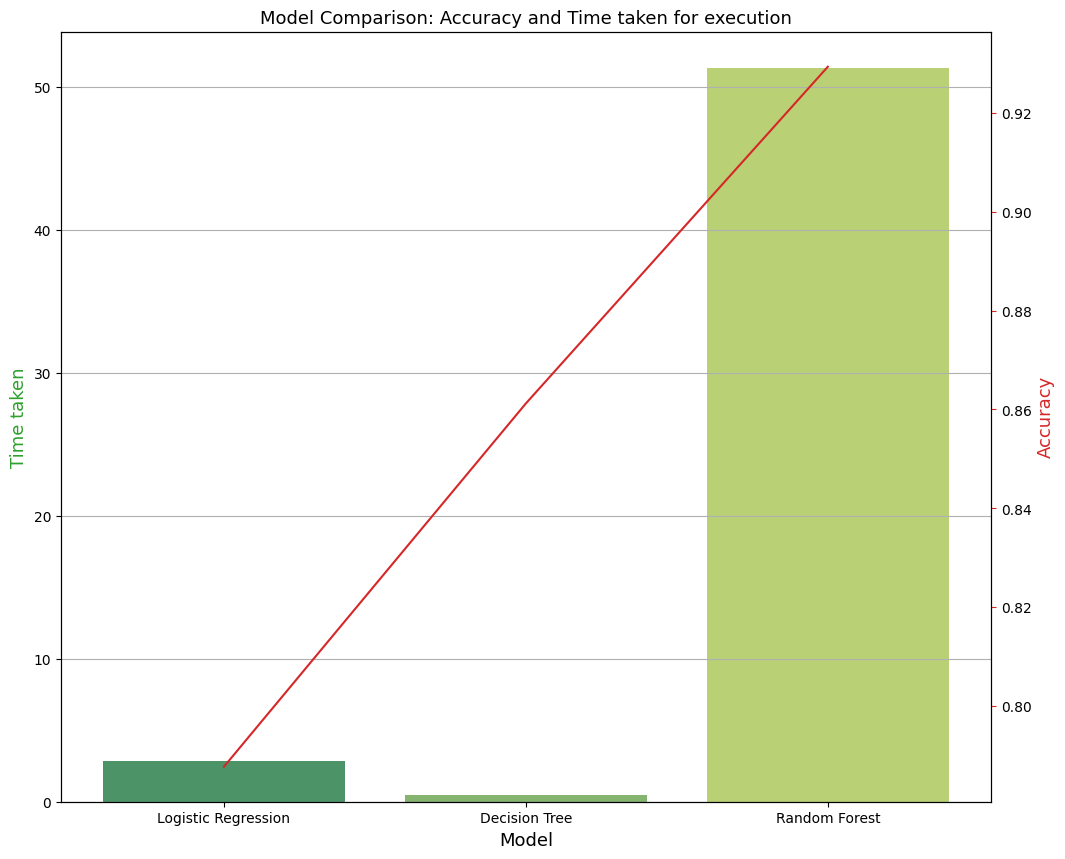 Model Comparison: Accuracy and Time taken for execution
Time taken
50
40
30
20
10
0
Logistic Regression
Decision Tree
Random Forest
Model
0.92
0.90
0.88
0.86
0.84
0.82
0.80
Accuracy